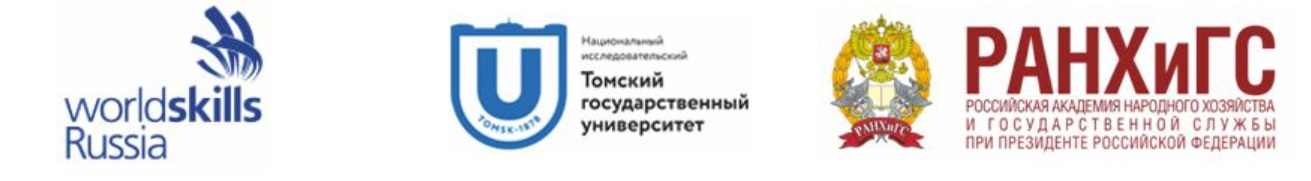 worldskills
Russia
U
TOMSK-1878
Национальный
исследовательский
Томский
государственный
университет
РАНХиГС
РАНХиГС
РОССИЙСКАЯ АКАДЕМИЯ НАРОДНОГО ХОЗЯЙСТВА
И ГОСУДАРСТВЕННОЙ СЛУЖБЫ
ПРИ ПРЕЗИДЕНТЕ РОССИЙСКОЙ ФЕДЕРАЦИИ